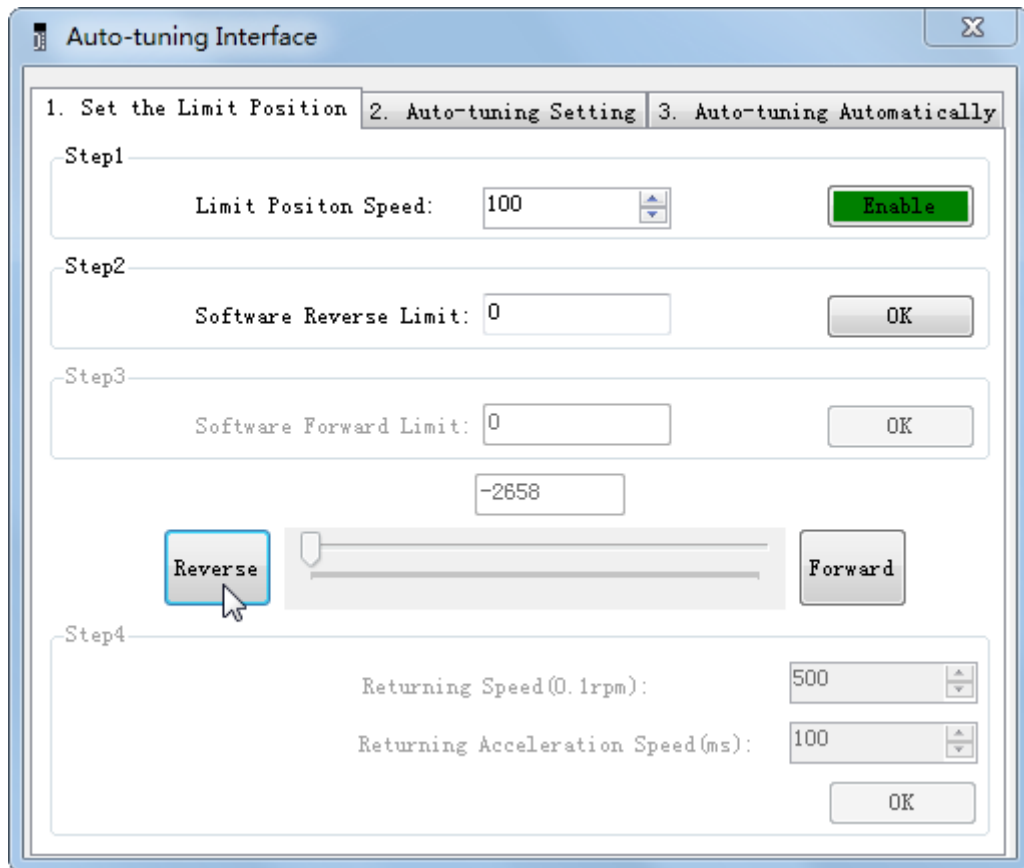 Auto-tuning Interface
1. Set the Limit Position 2. Auto-tuning Setting 3. Auto-tuning Automatically
Step1
Limit Positon Speed: 100 Enable
Step2
Software Reverse Limit: 0 OK
Step3
Software Forward Limit: 0 OK
-2658
Reverse Forward
Step4
Returning Speed(0.1rpm): 500
Returning Acceleration Speed(ms): 100
OK